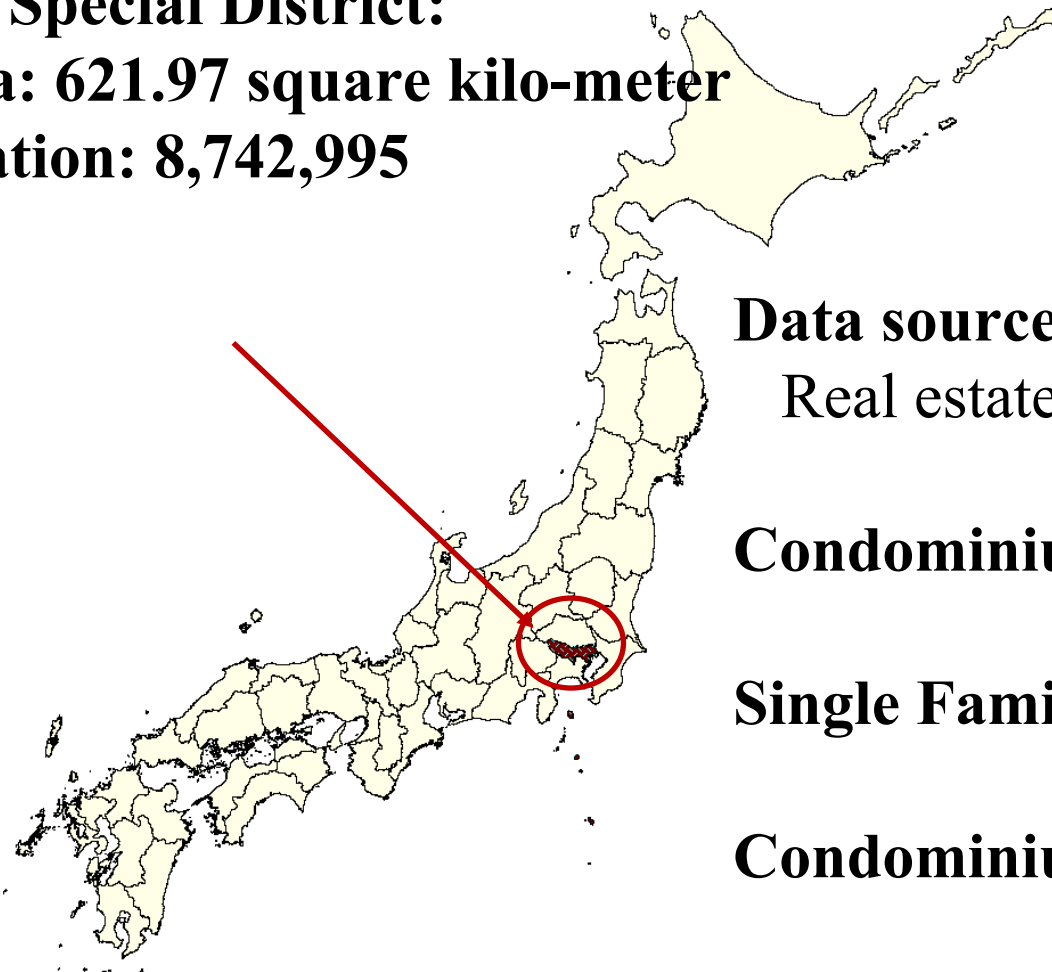 Special District:
a: 621.97 square kilo-meter
ation: 8,742,995
Data source
Real estate
Condominiu
Single Fami
Condominiu